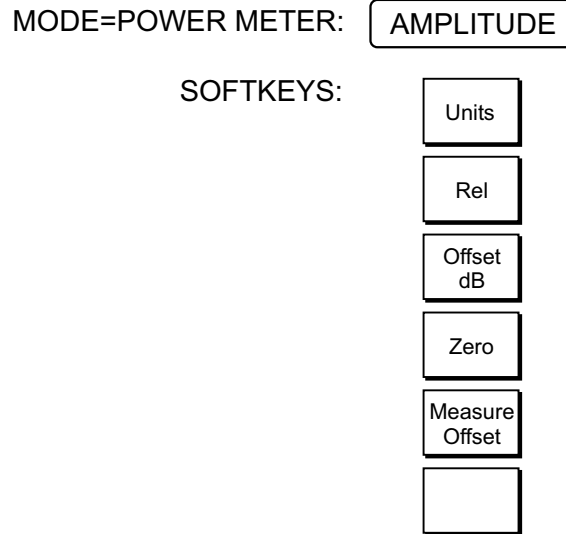 MODE=POWER METER: AMPLITUDE
SOFTKEYS:
Units
Rel
Offset
dB
Zero
Measure
Offset